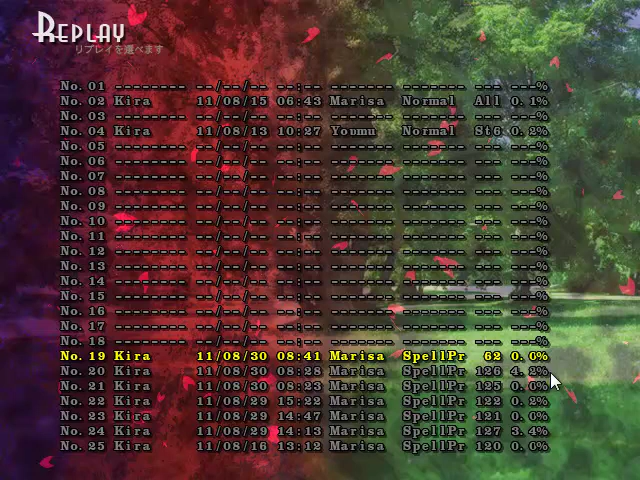 REPLAY
リプレイを選べます
No. 01 -------- --/--/-- --:-- ------- ------- --- ---%
No. 02 Kira 11/08/15 06:43 Marisa Normal All 0.1%
No. 03 -------- --/--/-- --:-- ------- ------- --- ---%
No. 04 Kira 11/08/13 10:27 Youmu Normal St6 0.2%
No. 05 -------- --/--/-- --:-- ------- ------- --- ---%
No. 06 -------- --/--/-- --:-- ------- ------- --- ---%
No. 07 -------- --/--/-- --:-- ------- ------- --- ---%
No. 08 -------- --/--/-- --:-- ------- ------- --- ---%
No. 09 -------- --/--/-- --:-- ------- ------- --- ---%
No. 10 -------- --/--/-- --:-- ------- ------- --- ---%
No. 11 -------- --/--/-- --:-- ------- ------- --- ---%
No. 12 -------- --/--/-- --:-- ------- ------- --- ---%
No. 13 -------- --/--/-- --:-- ------- ------- --- ---%
No. 14 -------- --/--/-- --:-- ------- ------- --- ---%
No. 15 -------- --/--/-- --:-- ------- ------- --- ---%
No. 16 -------- --/--/-- --:-- ------- ------- --- ---%
No. 17 -------- --/--/-- --:-- ------- ------- --- ---%
No. 18 -------- --/--/-- --:-- ------- ------- --- ---%
No. 19 Kira 11/08/30 08:41 Marisa SpellPr 62 0.0%
No. 20 Kira 11/08/30 08:28 Marisa SpellPr 126 4.2%
No. 21 Kira 11/08/30 08:23 Marisa SpellPr 125 0.0%
No. 22 Kira 11/08/29 15:22 Marisa SpellPr 122 0.2%
No. 23 Kira 11/08/29 14:47 Marisa SpellPr 121 0.0%
No. 24 Kira 11/08/29 14:13 Marisa SpellPr 127 3.4%
No. 25 Kira 11/08/16 13:12 Marisa SpellPr 120 0.0%